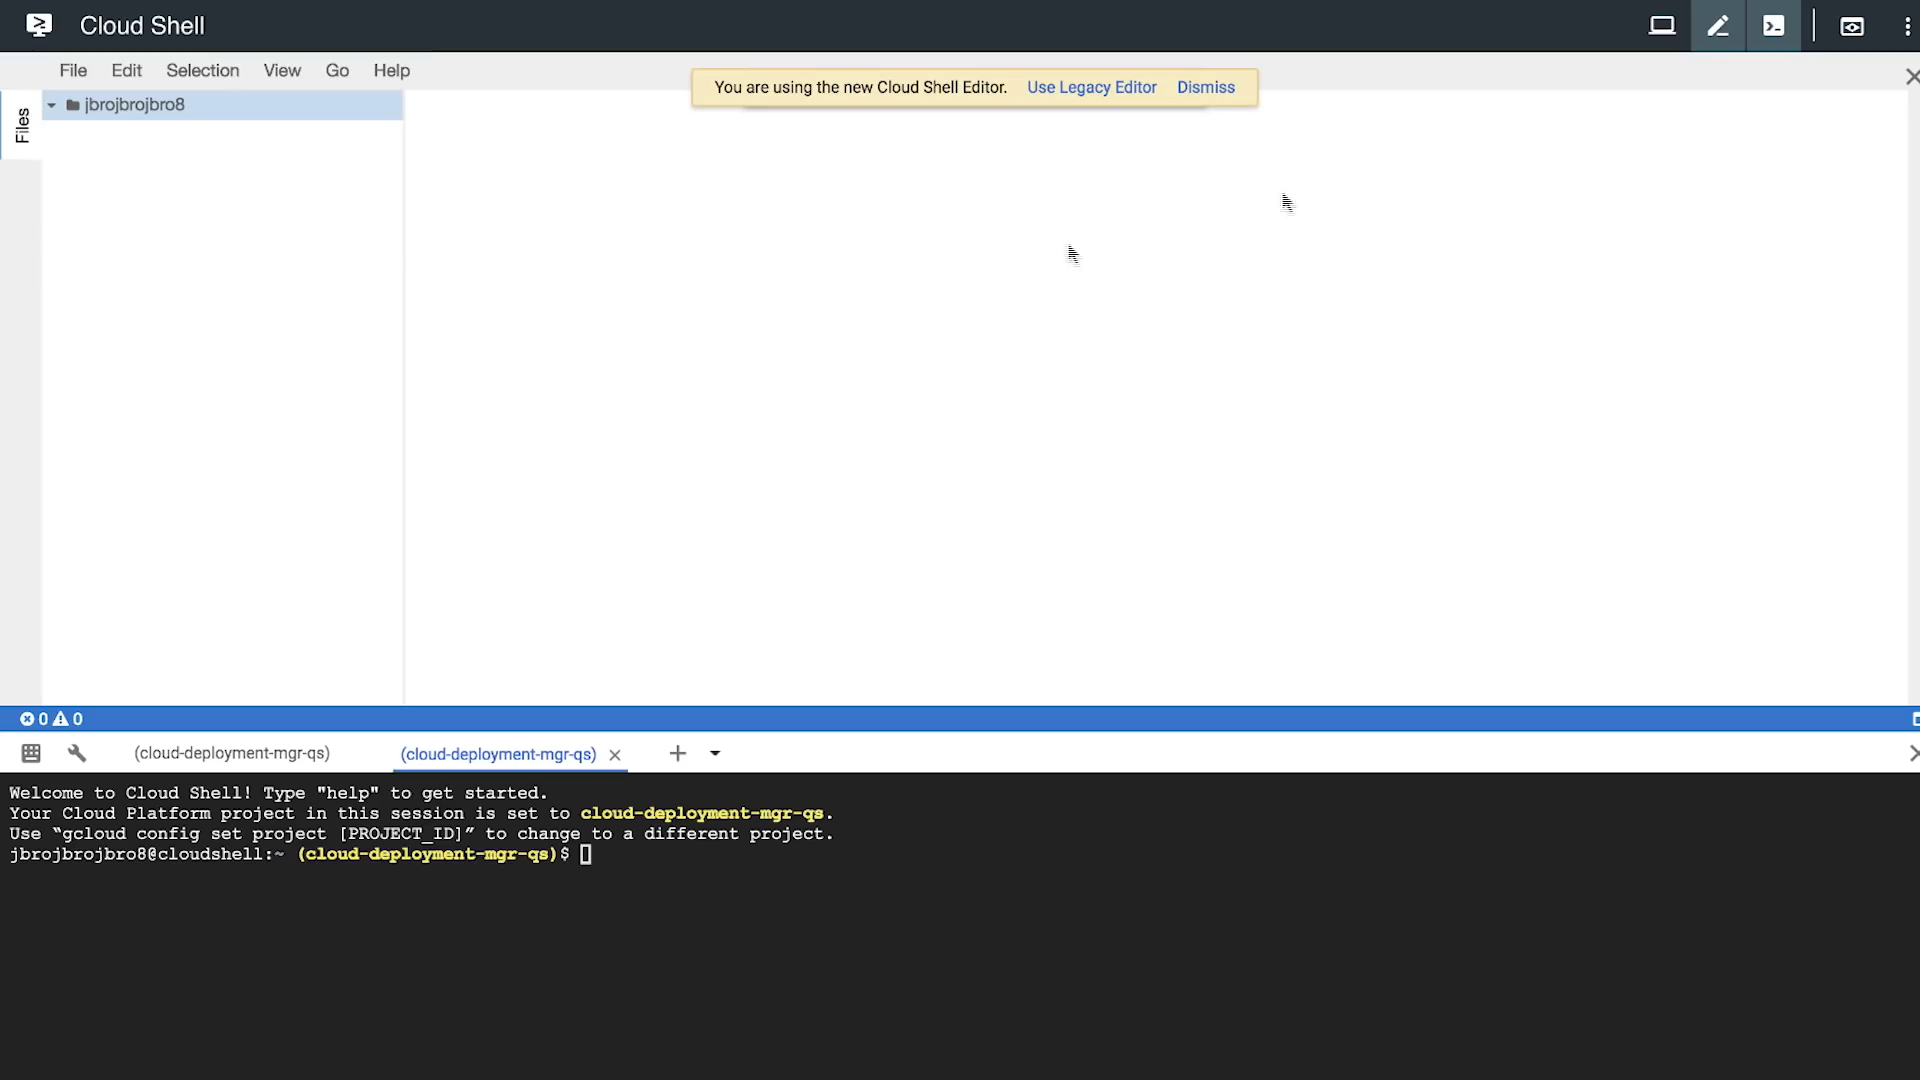 Cloud Shell
File Edit Selection View Go Help
You are using the new Cloud Shell Editor. Use Legacy Editor Dismiss
Files
jbrojbrojbro8
0 0
(cloud-deployment-mgr-qs) (cloud-deployment-mgr-qs)
Welcome to Cloud Shell! Type "help" to get started.
Your Cloud Platform project in this session is set to cloud-deployment-mgr-qs.
Use “gcloud config set project [PROJECT_ID]” to change to a different project.
jbrojbrojbro8@cloudshell:~ (cloud-deployment-mgr-qs)$